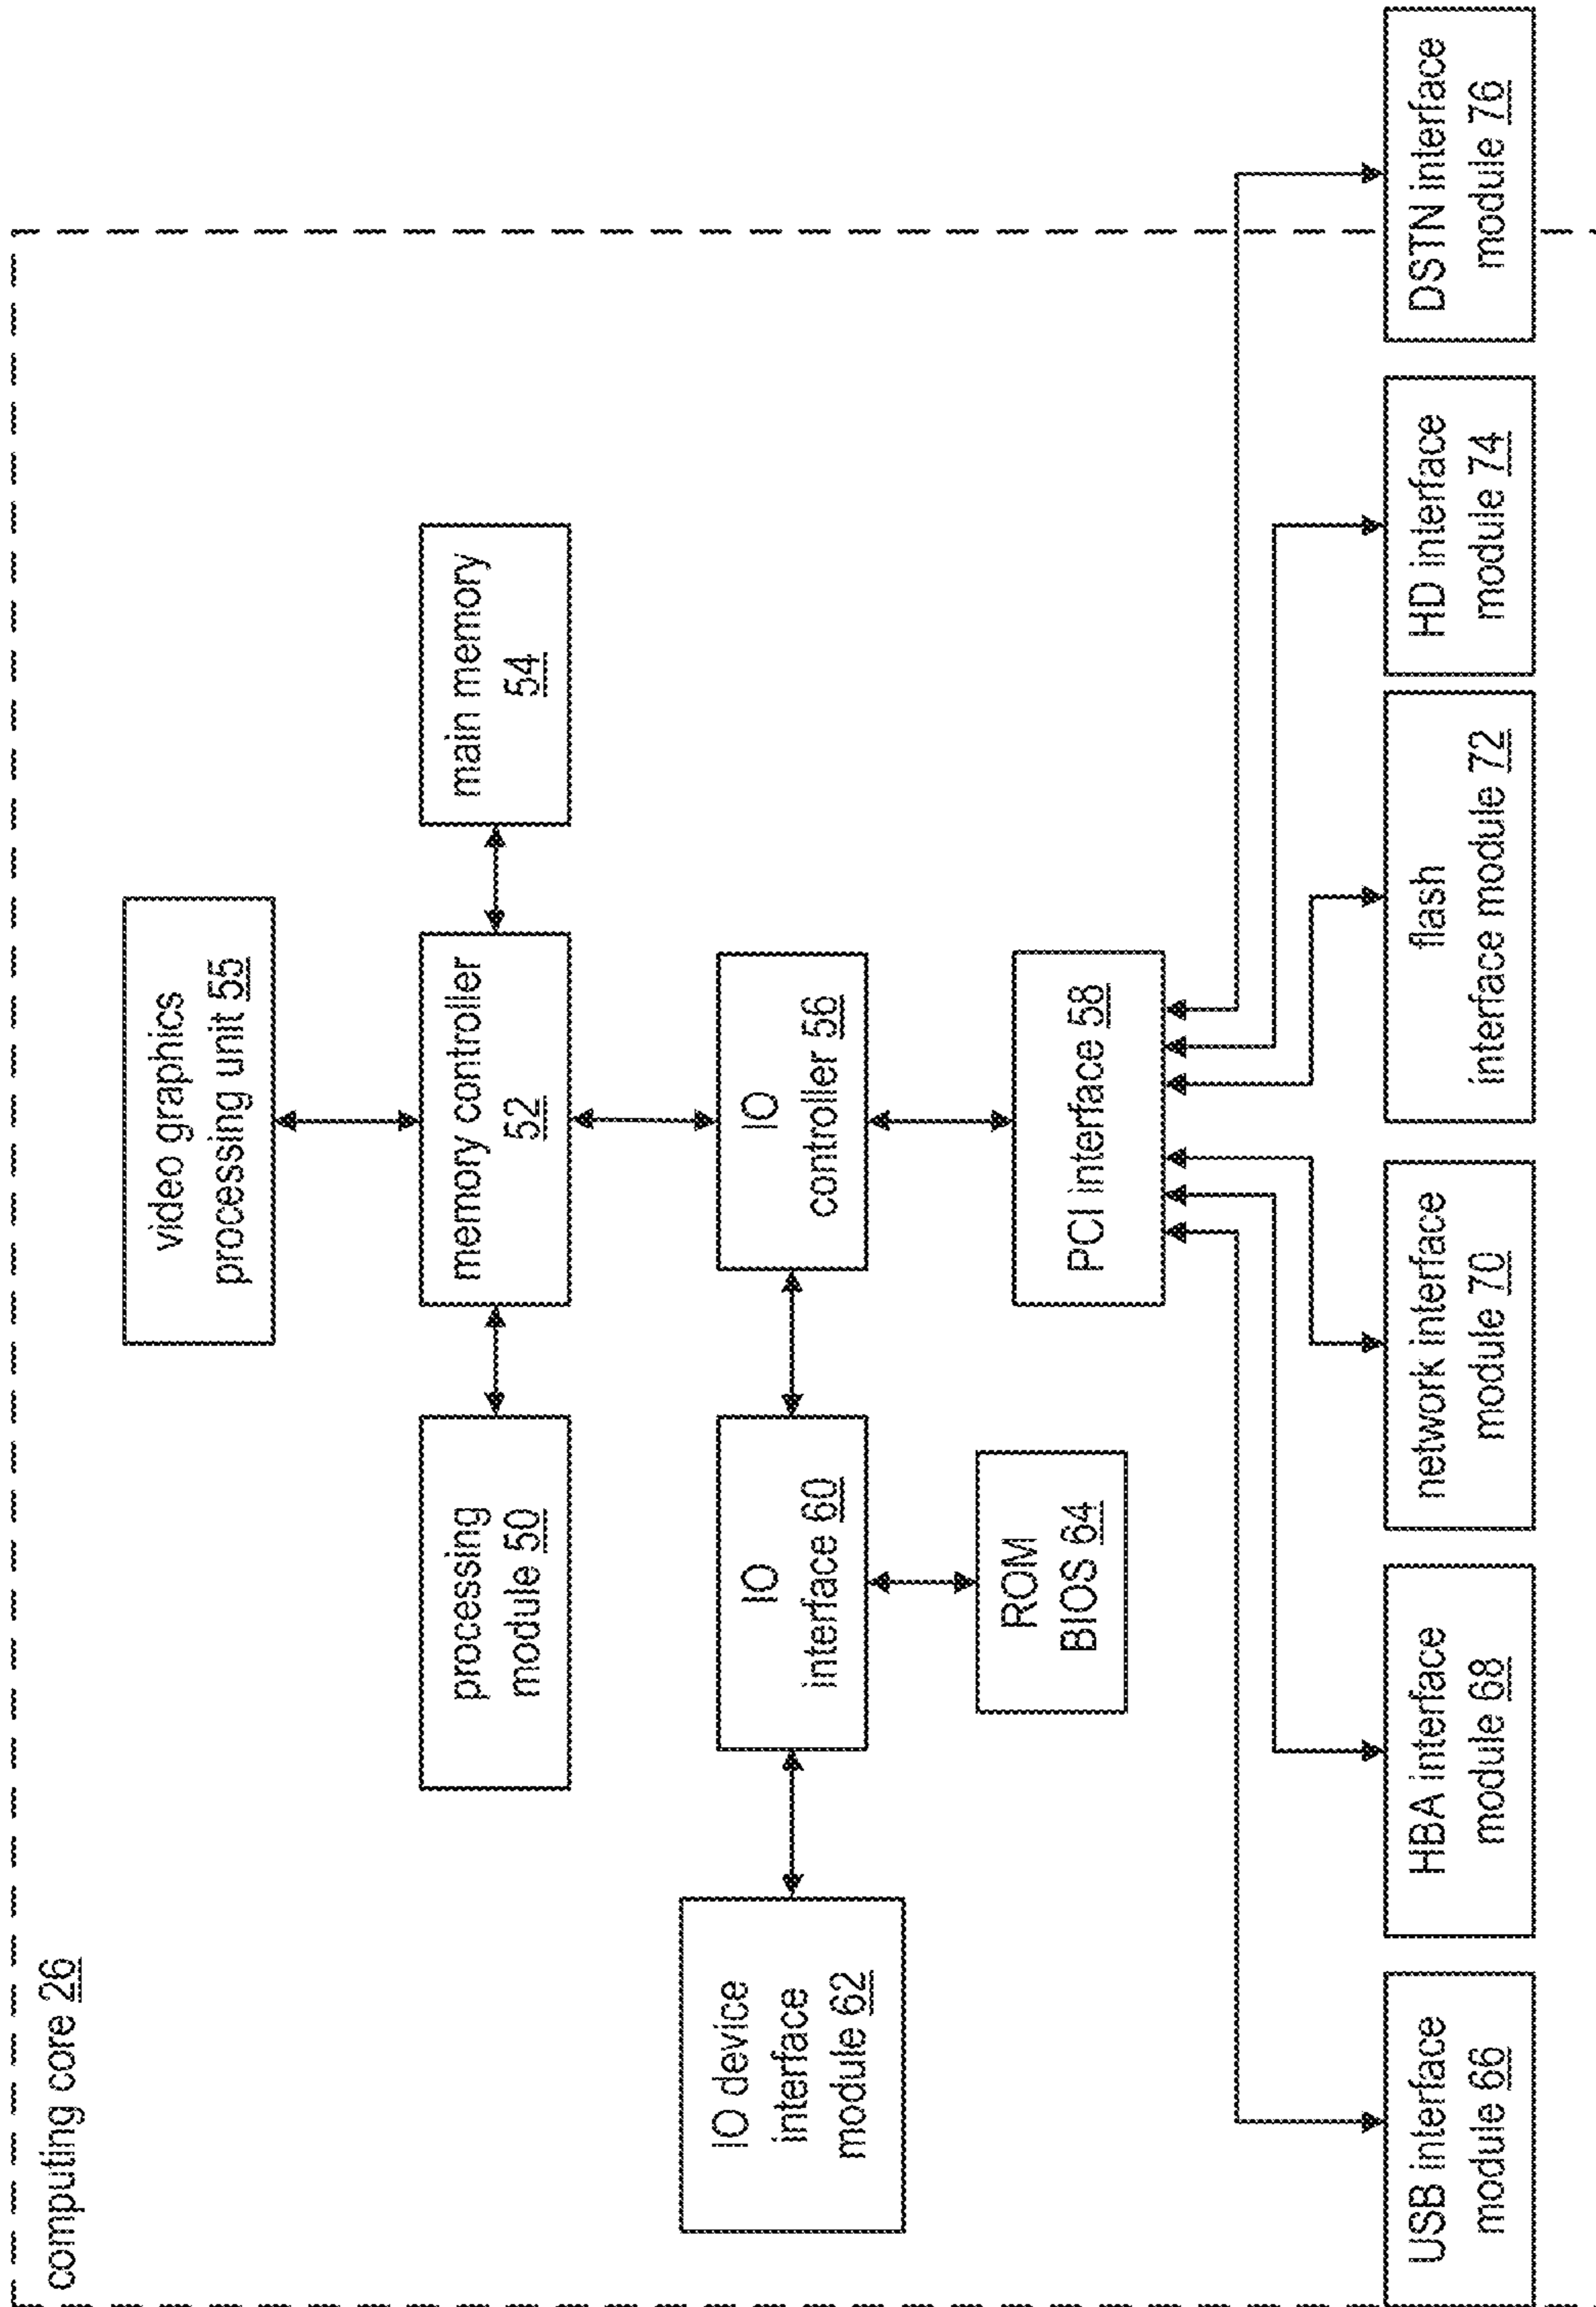 computing core 26
video graphics
processing unit 55
processing
module 50
memory controller
52
main memory
54
IO device
interface
module 62
IO
interface 60
IO
controller 56
ROM
BIOS 64
PCI interface 58
USB interface
module 66
HBA interface
module 68
network interface
module 70
flash
interface module 72
HD interface
module 74
DSTN interface
module 76